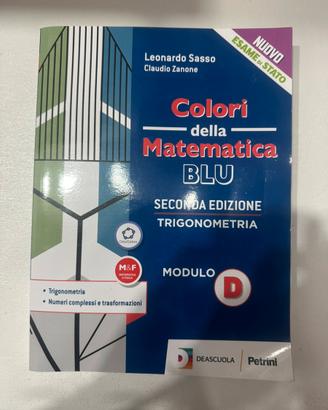 NUOVO
ESAME DI STATO
Leonardo Sasso
Claudio Zanone
Colori
della
Matematica
BLU
SECONDA EDIZIONE
TRIGONOMETRIA
MODULO D
M&F
• Trigonometria
• Numeri complessi e trasformazioni
D DEASCUOLA
Petrini